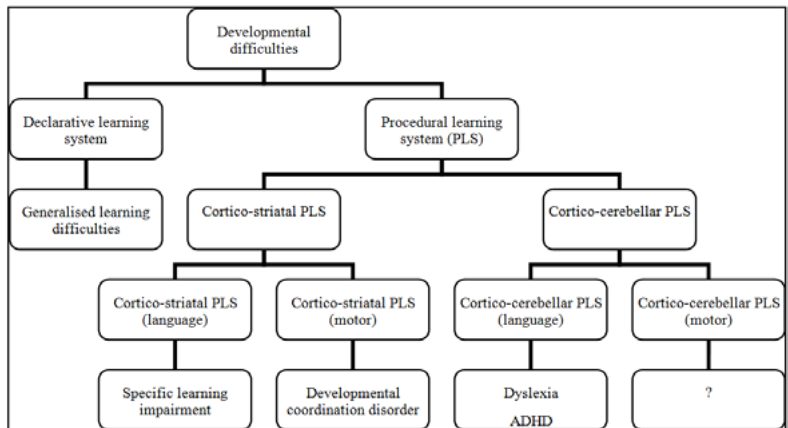 Developmental
difficulties
Declarative learning
system
Procedural learning
system (PLS)
Generalised learning
difficulties
Cortico-striatal PLS
Cortico-cerebellar PLS
Cortico-striatal PLS
(language)
Cortico-striatal PLS
(motor)
Cortico-cerebellar PLS
(language)
Cortico-cerebellar PLS
(motor)
Specific learning
impairment
Developmental
coordination disorder
Dyslexia
ADHD
?